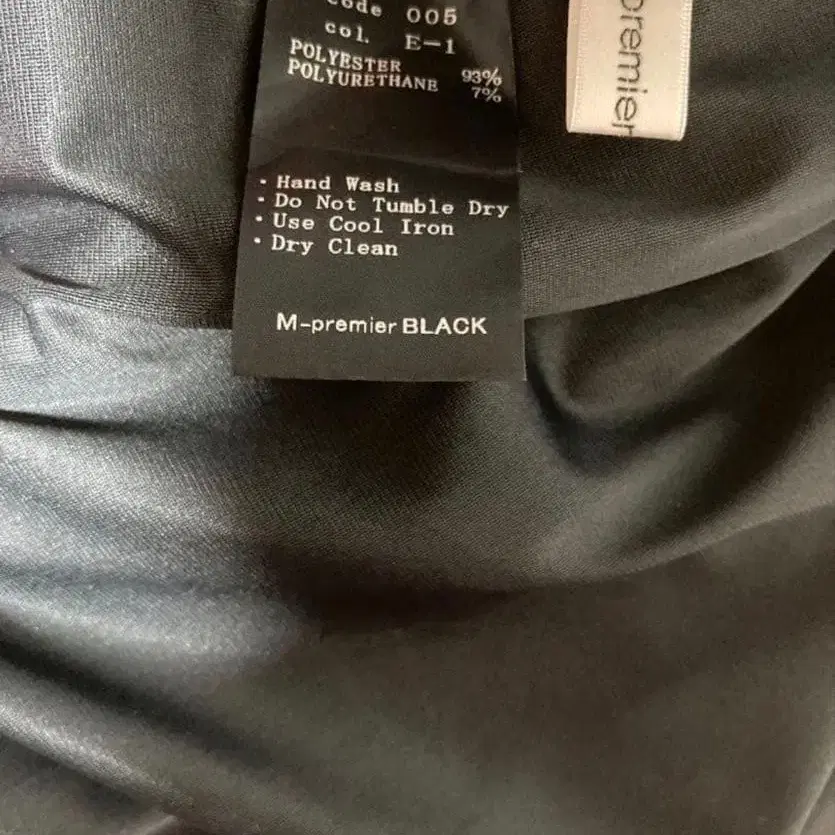 code 005
col. E-1
POLYESTER 93%
POLYURETHANE 7%
· Hand Wash
· Do Not Tumble Dry
· Use Cool Iron
· Dry Clean
M-premier BLACK
premier